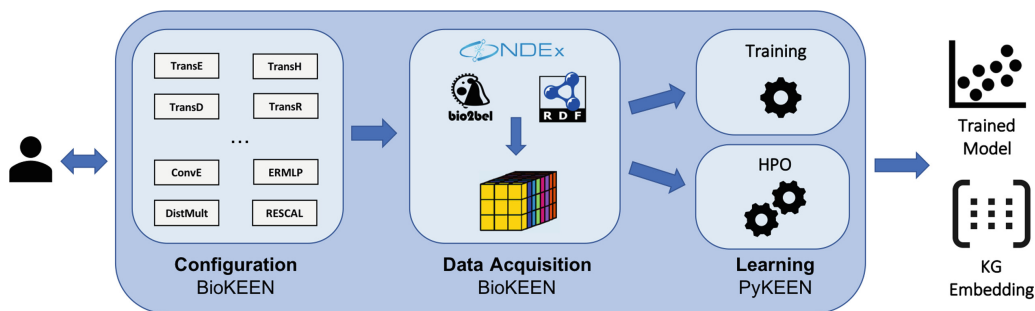 TransE
TransH
TransD
TransR
...
ConvE
ERMLP
DistMult
RESCAL
Configuration
BioKEEN
NDEx
bio2bel
RDF
Data Acquisition
BioKEEN
Training
HPO
Learning
PyKEEN
Trained
Model
KG
Embedding